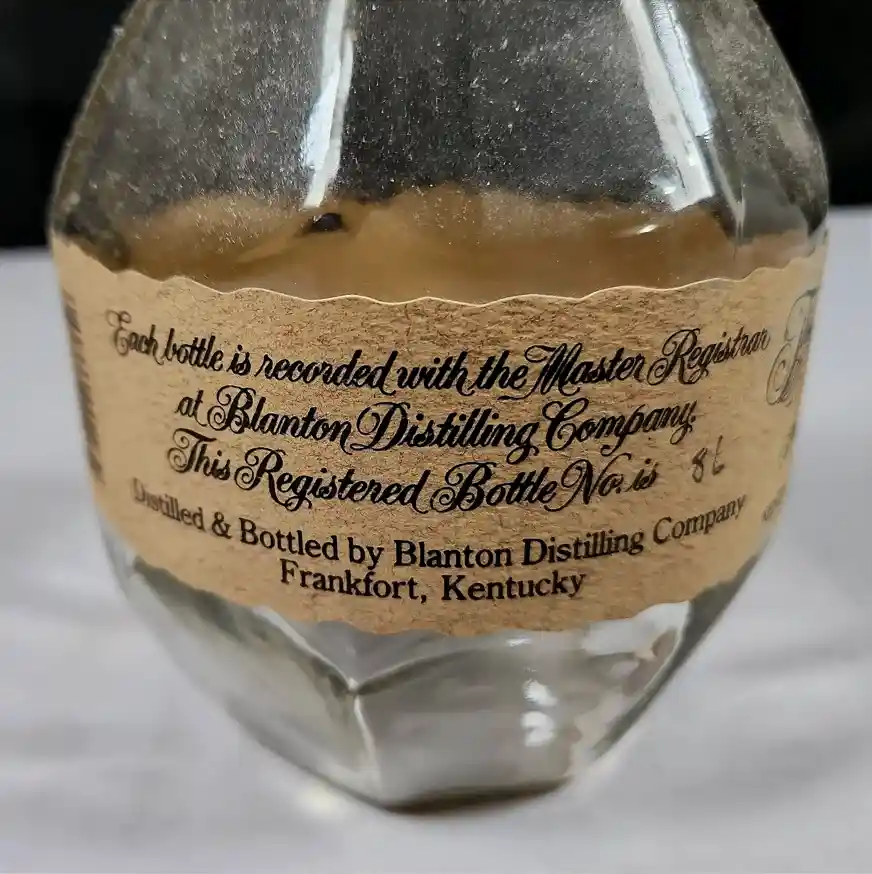 Each bottle is recorded with the Master Registrar
at Blanton Distilling Company.
This Registered Bottle No. is 86
Distilled & Bottled by Blanton Distilling Company
Frankfort, Kentucky